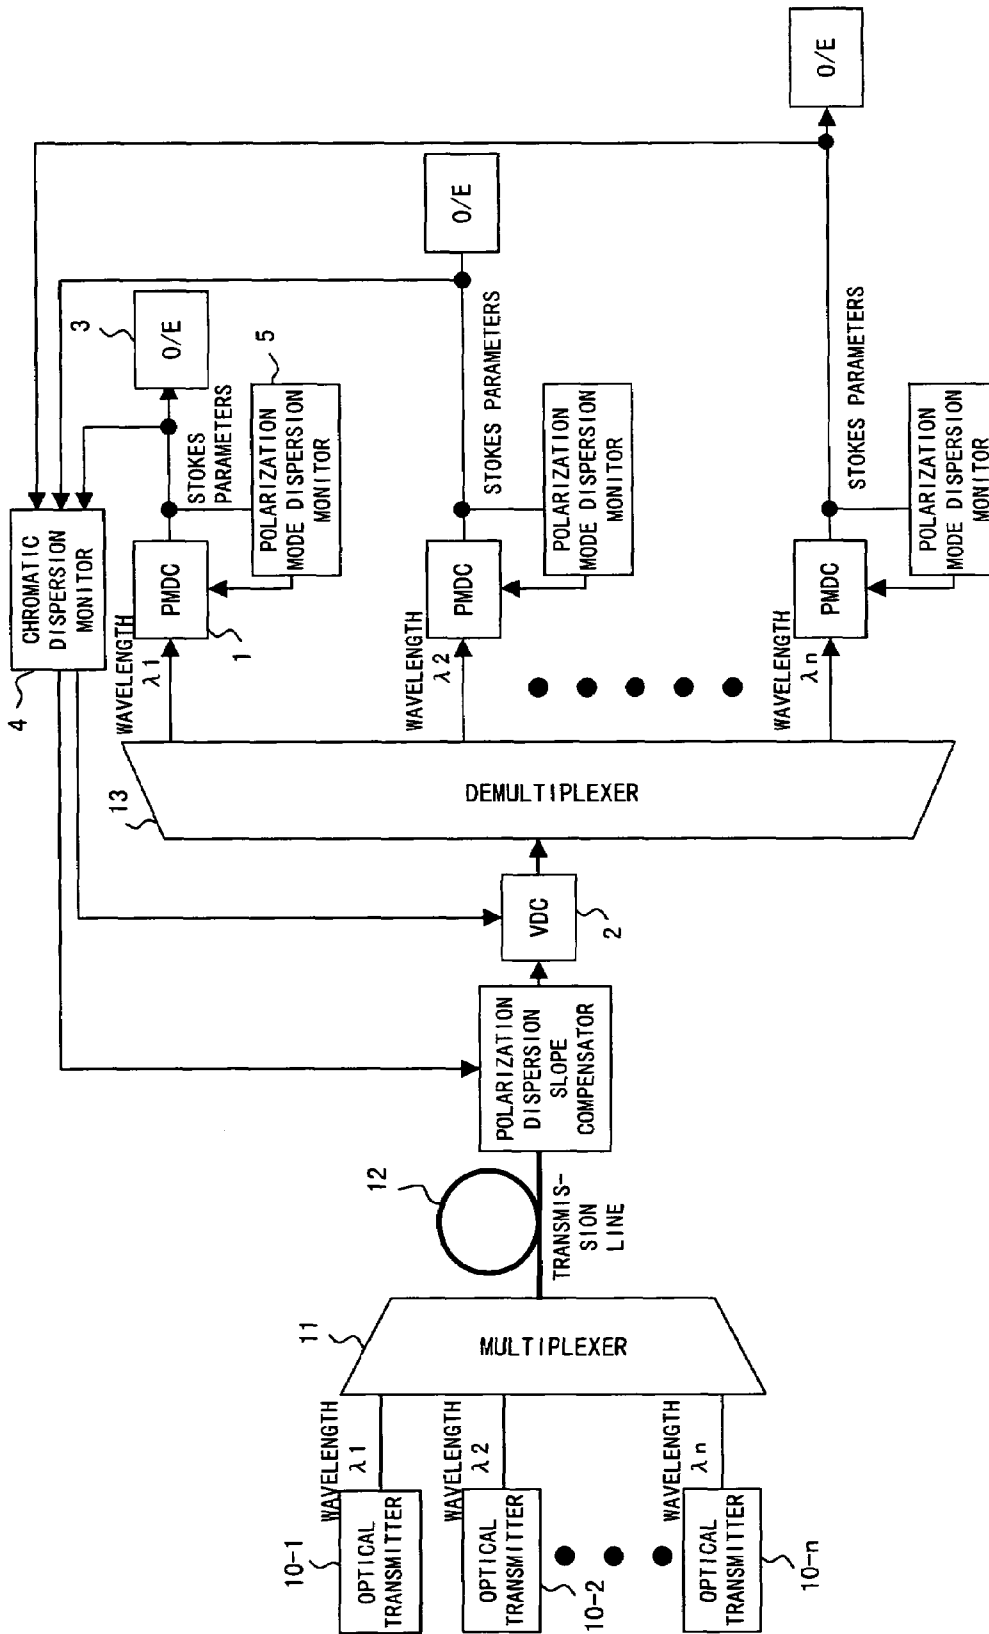 10-1
OPTICAL
TRANSMITTER
WAVELENGTH
λ1
OPTICAL
TRANSMITTER
10-2
WAVELENGTH
λ2
OPTICAL
TRANSMITTER
10-n
WAVELENGTH
λn
11
MULTIPLEXER
12
TRANSMIS-
SION
LINE
POLARIZATION
DISPERSION
SLOPE
COMPENSATOR
VDC
2
13
DEMULTIPLEXER
4
CHROMATIC
DISPERSION
MONITOR
WAVELENGTH
λ1
PMDC
1
STOKES
PARAMETERS
3
O/E
POLARIZATION
MODE DISPERSION
MONITOR
5
WAVELENGTH
λ2
PMDC
STOKES PARAMETERS
O/E
POLARIZATION
MODE DISPERSION
MONITOR
WAVELENGTH
λn
PMDC
STOKES PARAMETERS
O/E
POLARIZATION
MODE DISPERSION
MONITOR